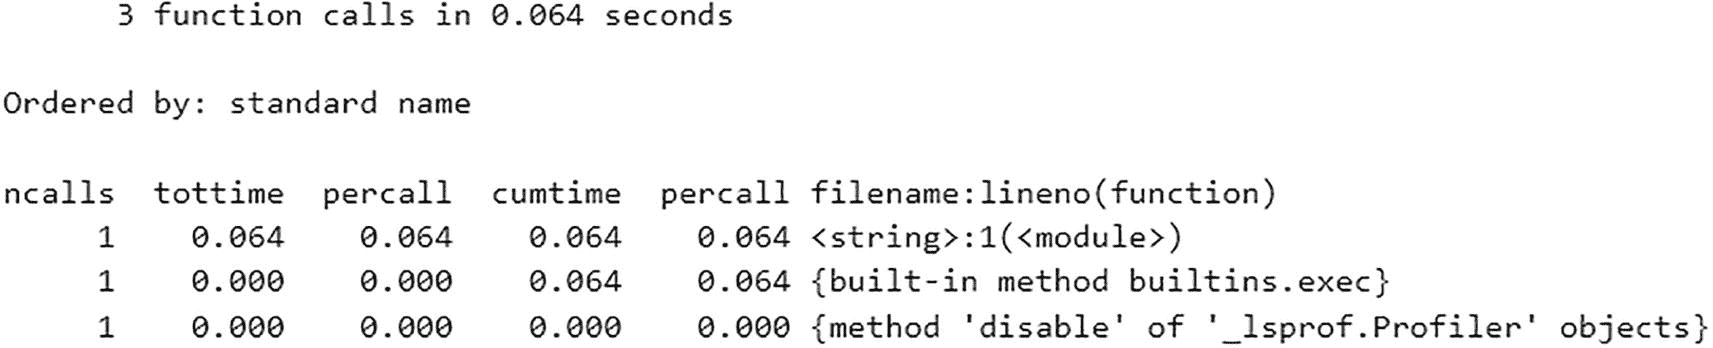 3 function calls in 0.064 seconds
Ordered by: standard name
ncalls  tottime  percall  cumtime  percall filename:lineno(function)
1    0.064    0.064    0.064    0.064 <string>:1(<module>)
1    0.000    0.000    0.064    0.064 {built-in method builtins.exec}
1    0.000    0.000    0.000    0.000 {method 'disable' of '_lsprof.Profiler' objects}